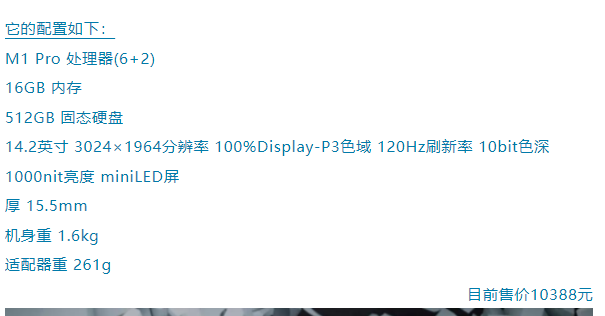 它的配置如下：
M1 Pro 处理器(6+2)
16GB 内存
512GB 固态硬盘
14.2英寸 3024×1964分辨率 100%Display-P3色域 120Hz刷新率 10bit色深
1000nit亮度 miniLED屏
厚 15.5mm
机身重 1.6kg
适配器重 261g
目前售价10388元